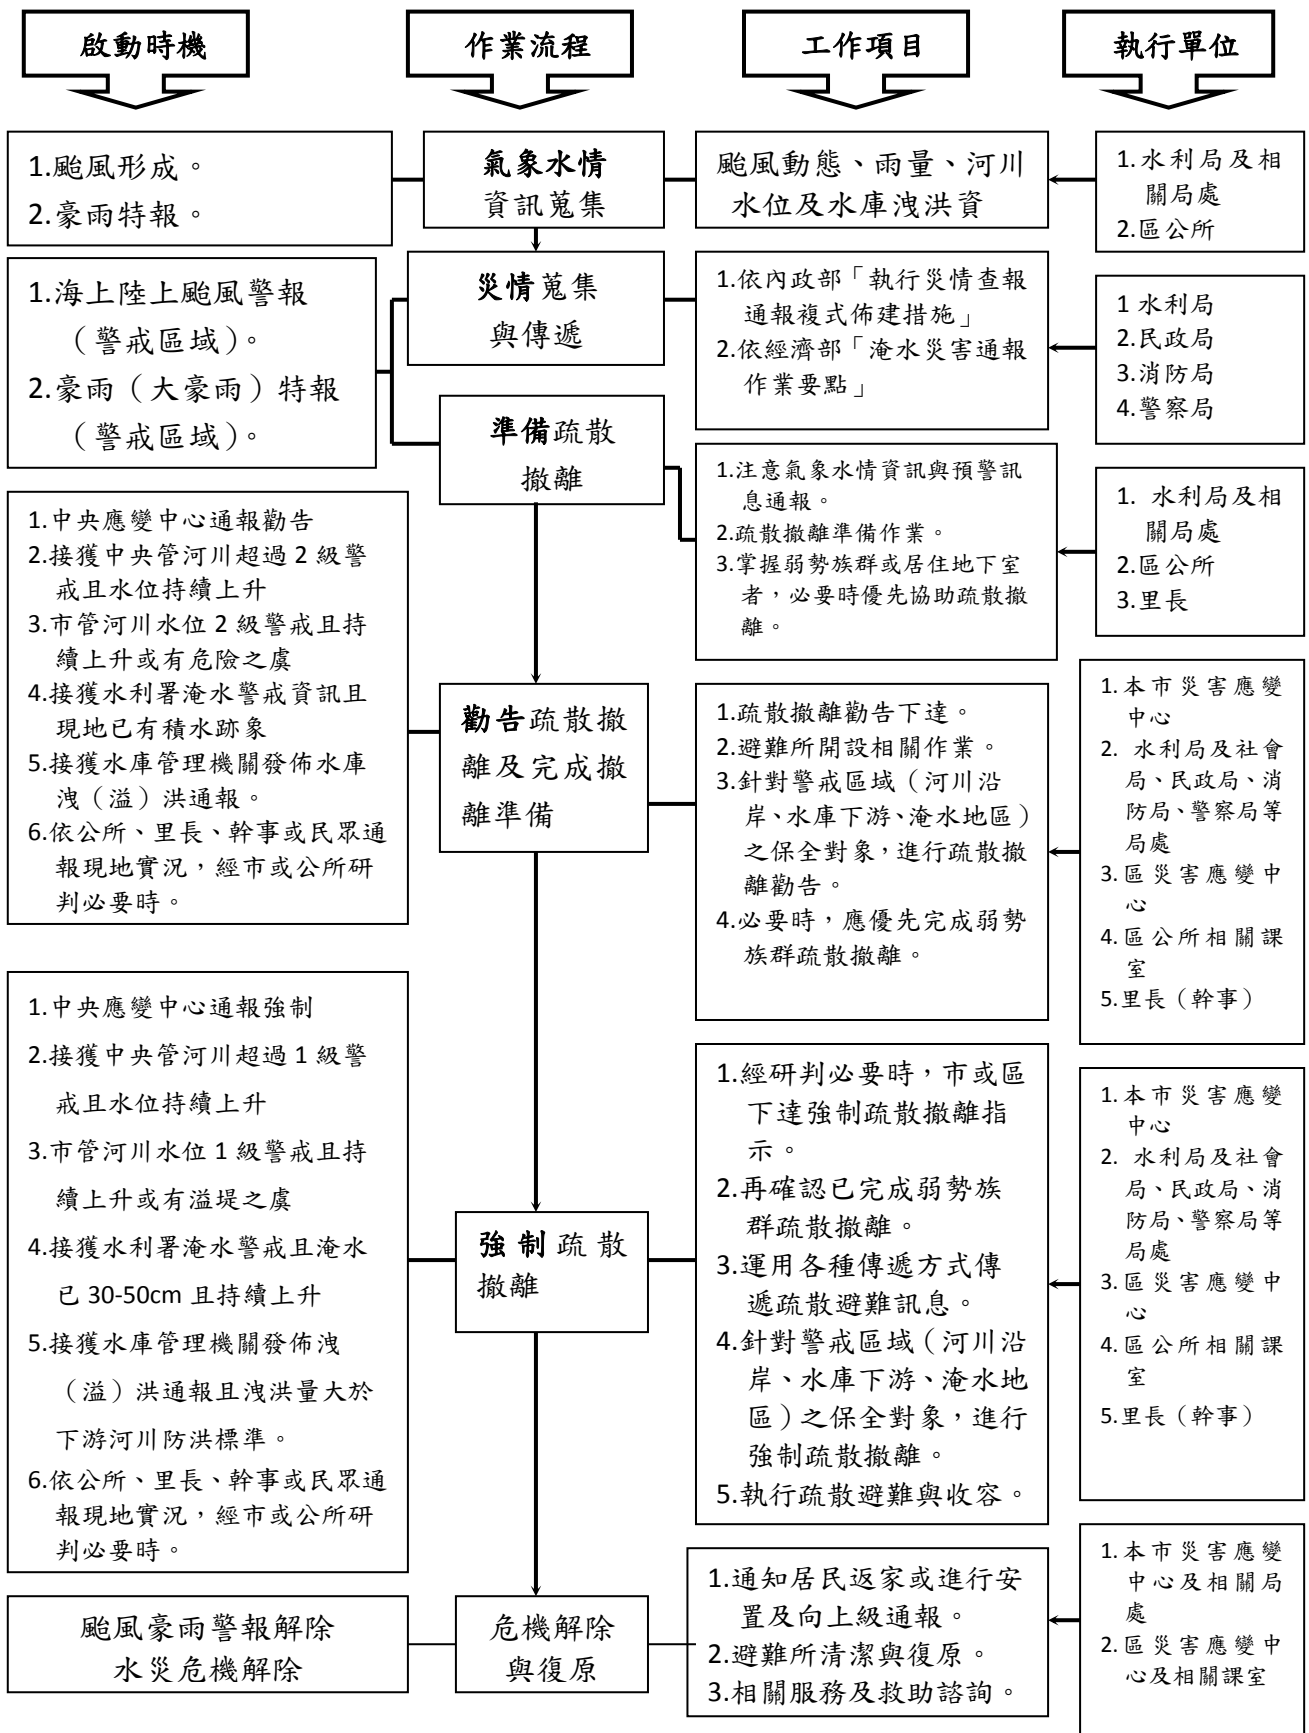 啟動時機
作業流程
工作項目
執行單位
1.颱風形成。
2.豪雨特報。
氣象水情
資訊蒐集
颱風動態、雨量、河川
水位及水庫洩洪資
1.水利局及相
關局處
2.區公所
1.海上陸上颱風警報
（警戒區域）。
2.豪雨（大豪雨）特報
（警戒區域）。
災情蒐集
與傳遞
1.依內政部「執行災情查報
通報複式佈建措施」
2.依經濟部「淹水災害通報
作業要點」
1 水利局
2.民政局
3.消防局
4.警察局
準備疏散
撤離
1.注意氣象水情資訊與預警訊
息通報。
2.疏散撤離準備作業。
3.掌握弱勢族群或居住地下室
者，必要時優先協助疏散撤
離。
1. 水利局及相
關局處
2.區公所
3.里長
1.中央應變中心通報勸告
2.接獲中央管河川超過 2 級警
戒且水位持續上升
3.市管河川水位 2 級警戒且持
續上升或有危險之虞
4.接獲水利署淹水警戒資訊且
現地已有積水跡象
5.接獲水庫管理機關發佈水庫
洩（溢）洪通報。
6.依公所、里長、幹事或民眾通
報現地實況，經市或公所研
判必要時。
勸告疏散撤
離及完成撤
離準備
1.疏散撤離勸告下達。
2.避難所開設相關作業。
3.針對警戒區域（河川沿
岸、水庫下游、淹水地區）
之保全對象，進行疏散撤
離勸告。
4.必要時，應優先完成弱勢
族群疏散撤離。
1.本市災害應變
中心
2. 水利局及社會
局、民政局、消
防局、警察局等
局處
3.區災害應變中
心
4.區公所相關課
室
5.里長（幹事）
1.中央應變中心通報強制
2.接獲中央管河川超過 1 級警
戒且水位持續上升
3.市管河川水位 1 級警戒且持
續上升或有溢堤之虞
4.接獲水利署淹水警戒且淹水
已 30-50cm 且持續上升
5.接獲水庫管理機關發佈洩
（溢）洪通報且洩洪量大於
下游河川防洪標準。
6.依公所、里長、幹事或民眾通
報現地實況，經市或公所研
判必要時。
強制疏散
撤離
1.經研判必要時，市或區
下達強制疏散撤離指
示。
2.再確認已完成弱勢族
群疏散撤離。
3.運用各種傳遞方式傳
遞疏散避難訊息。
4.針對警戒區域（河川沿
岸、水庫下游、淹水地
區）之保全對象，進行
強制疏散撤離。
5.執行疏散避難與收容。
1.本市災害應變
中心
2. 水利局及社會
局、民政局、消
防局、警察局等
局處
3.區災害應變中
心
4.區公所相關課
室
5.里長（幹事）
颱風豪雨警報解除
水災危機解除
危機解除
與復原
1.通知居民返家或進行安
置及向上級通報。
2.避難所清潔與復原。
3.相關服務及救助諮詢。
1.本市災害應變
中心及相關局
處
2.區災害應變中
心及相關課室